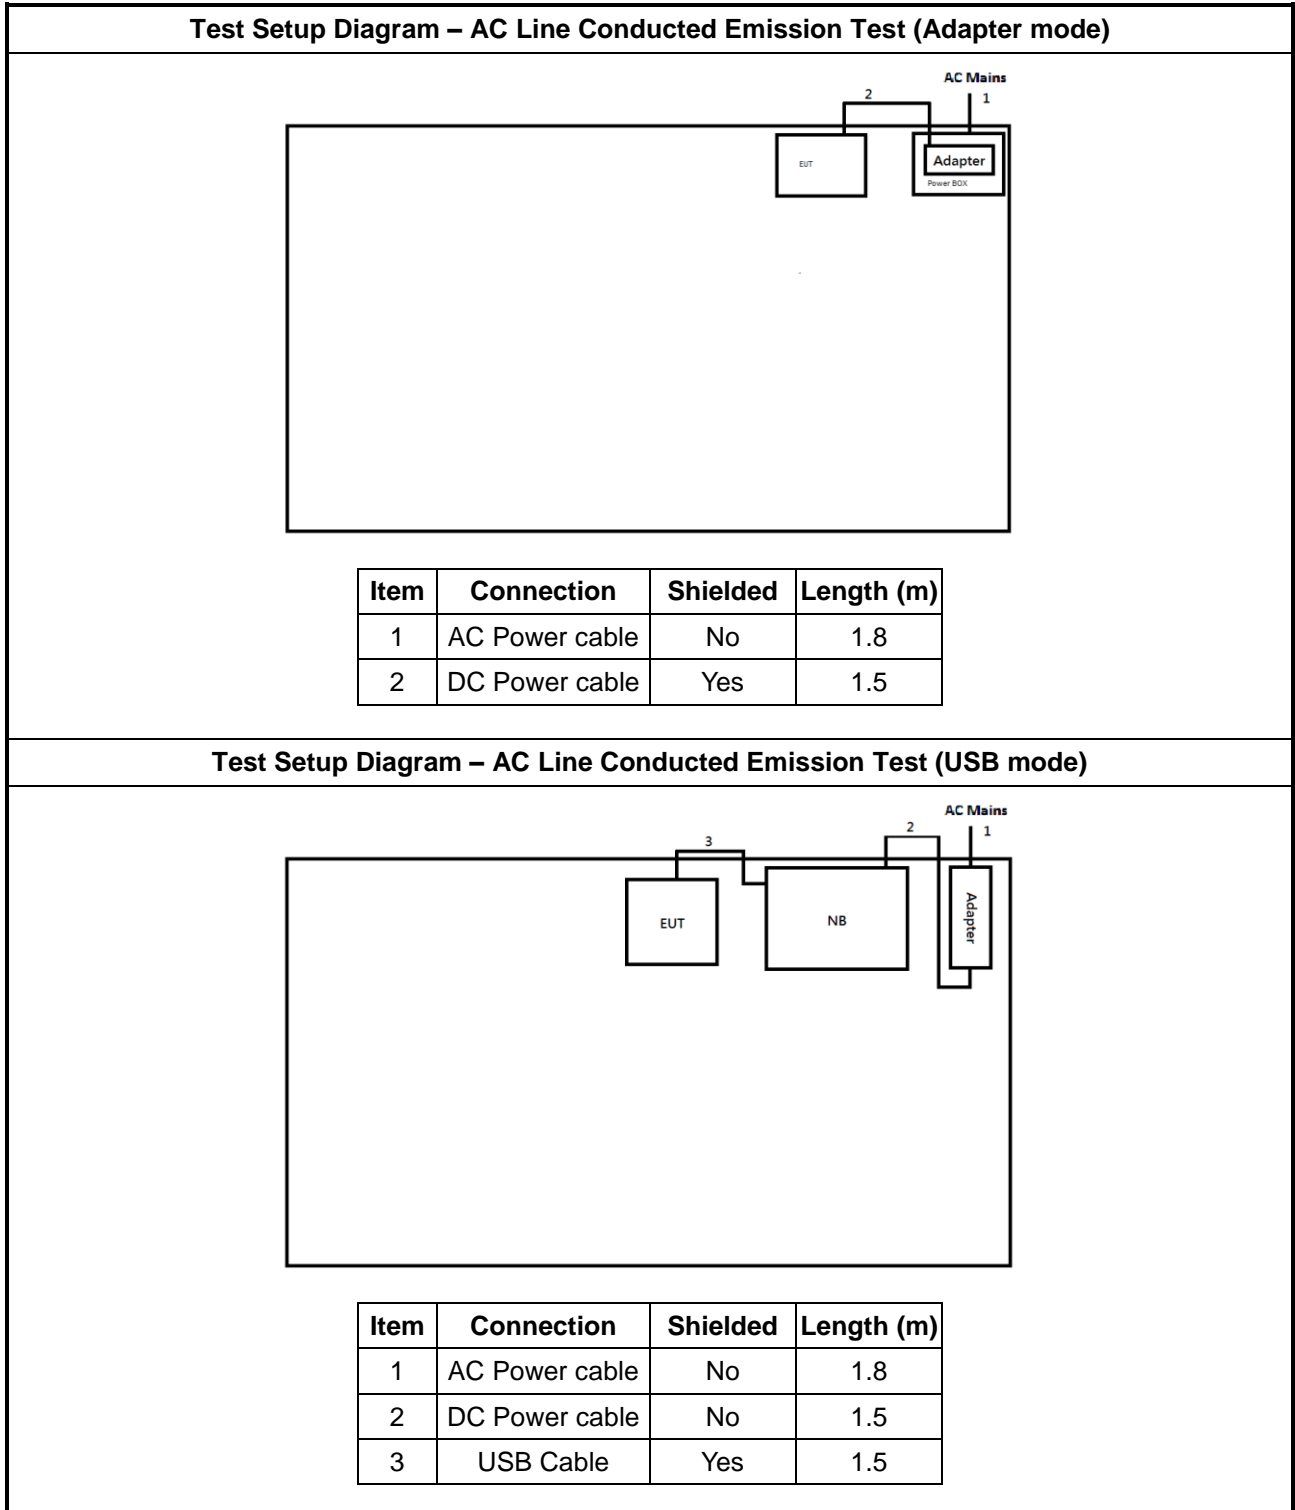 Test Setup Diagram – AC Line Conducted Emission Test (Adapter mode)
AC Mains
2
1
EUT
Adapter
Power BOX
Item Connection Shielded Length (m)
1 AC Power cable No 1.8
2 DC Power cable Yes 1.5
Test Setup Diagram – AC Line Conducted Emission Test (USB mode)
AC Mains
3
2
1
EUT
NB
Adapter
Item Connection Shielded Length (m)
1 AC Power cable No 1.8
2 DC Power cable No 1.5
3 USB Cable Yes 1.5